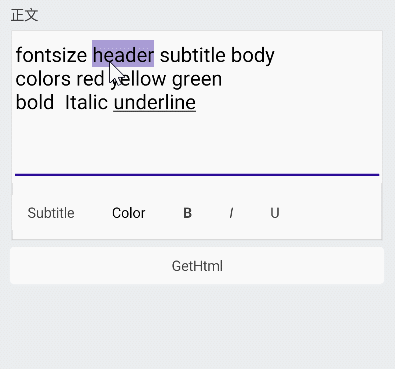 正文
fontsize header subtitle body
colors red yellow green
bold  Italic underline
Subtitle Color B I U
GetHtml